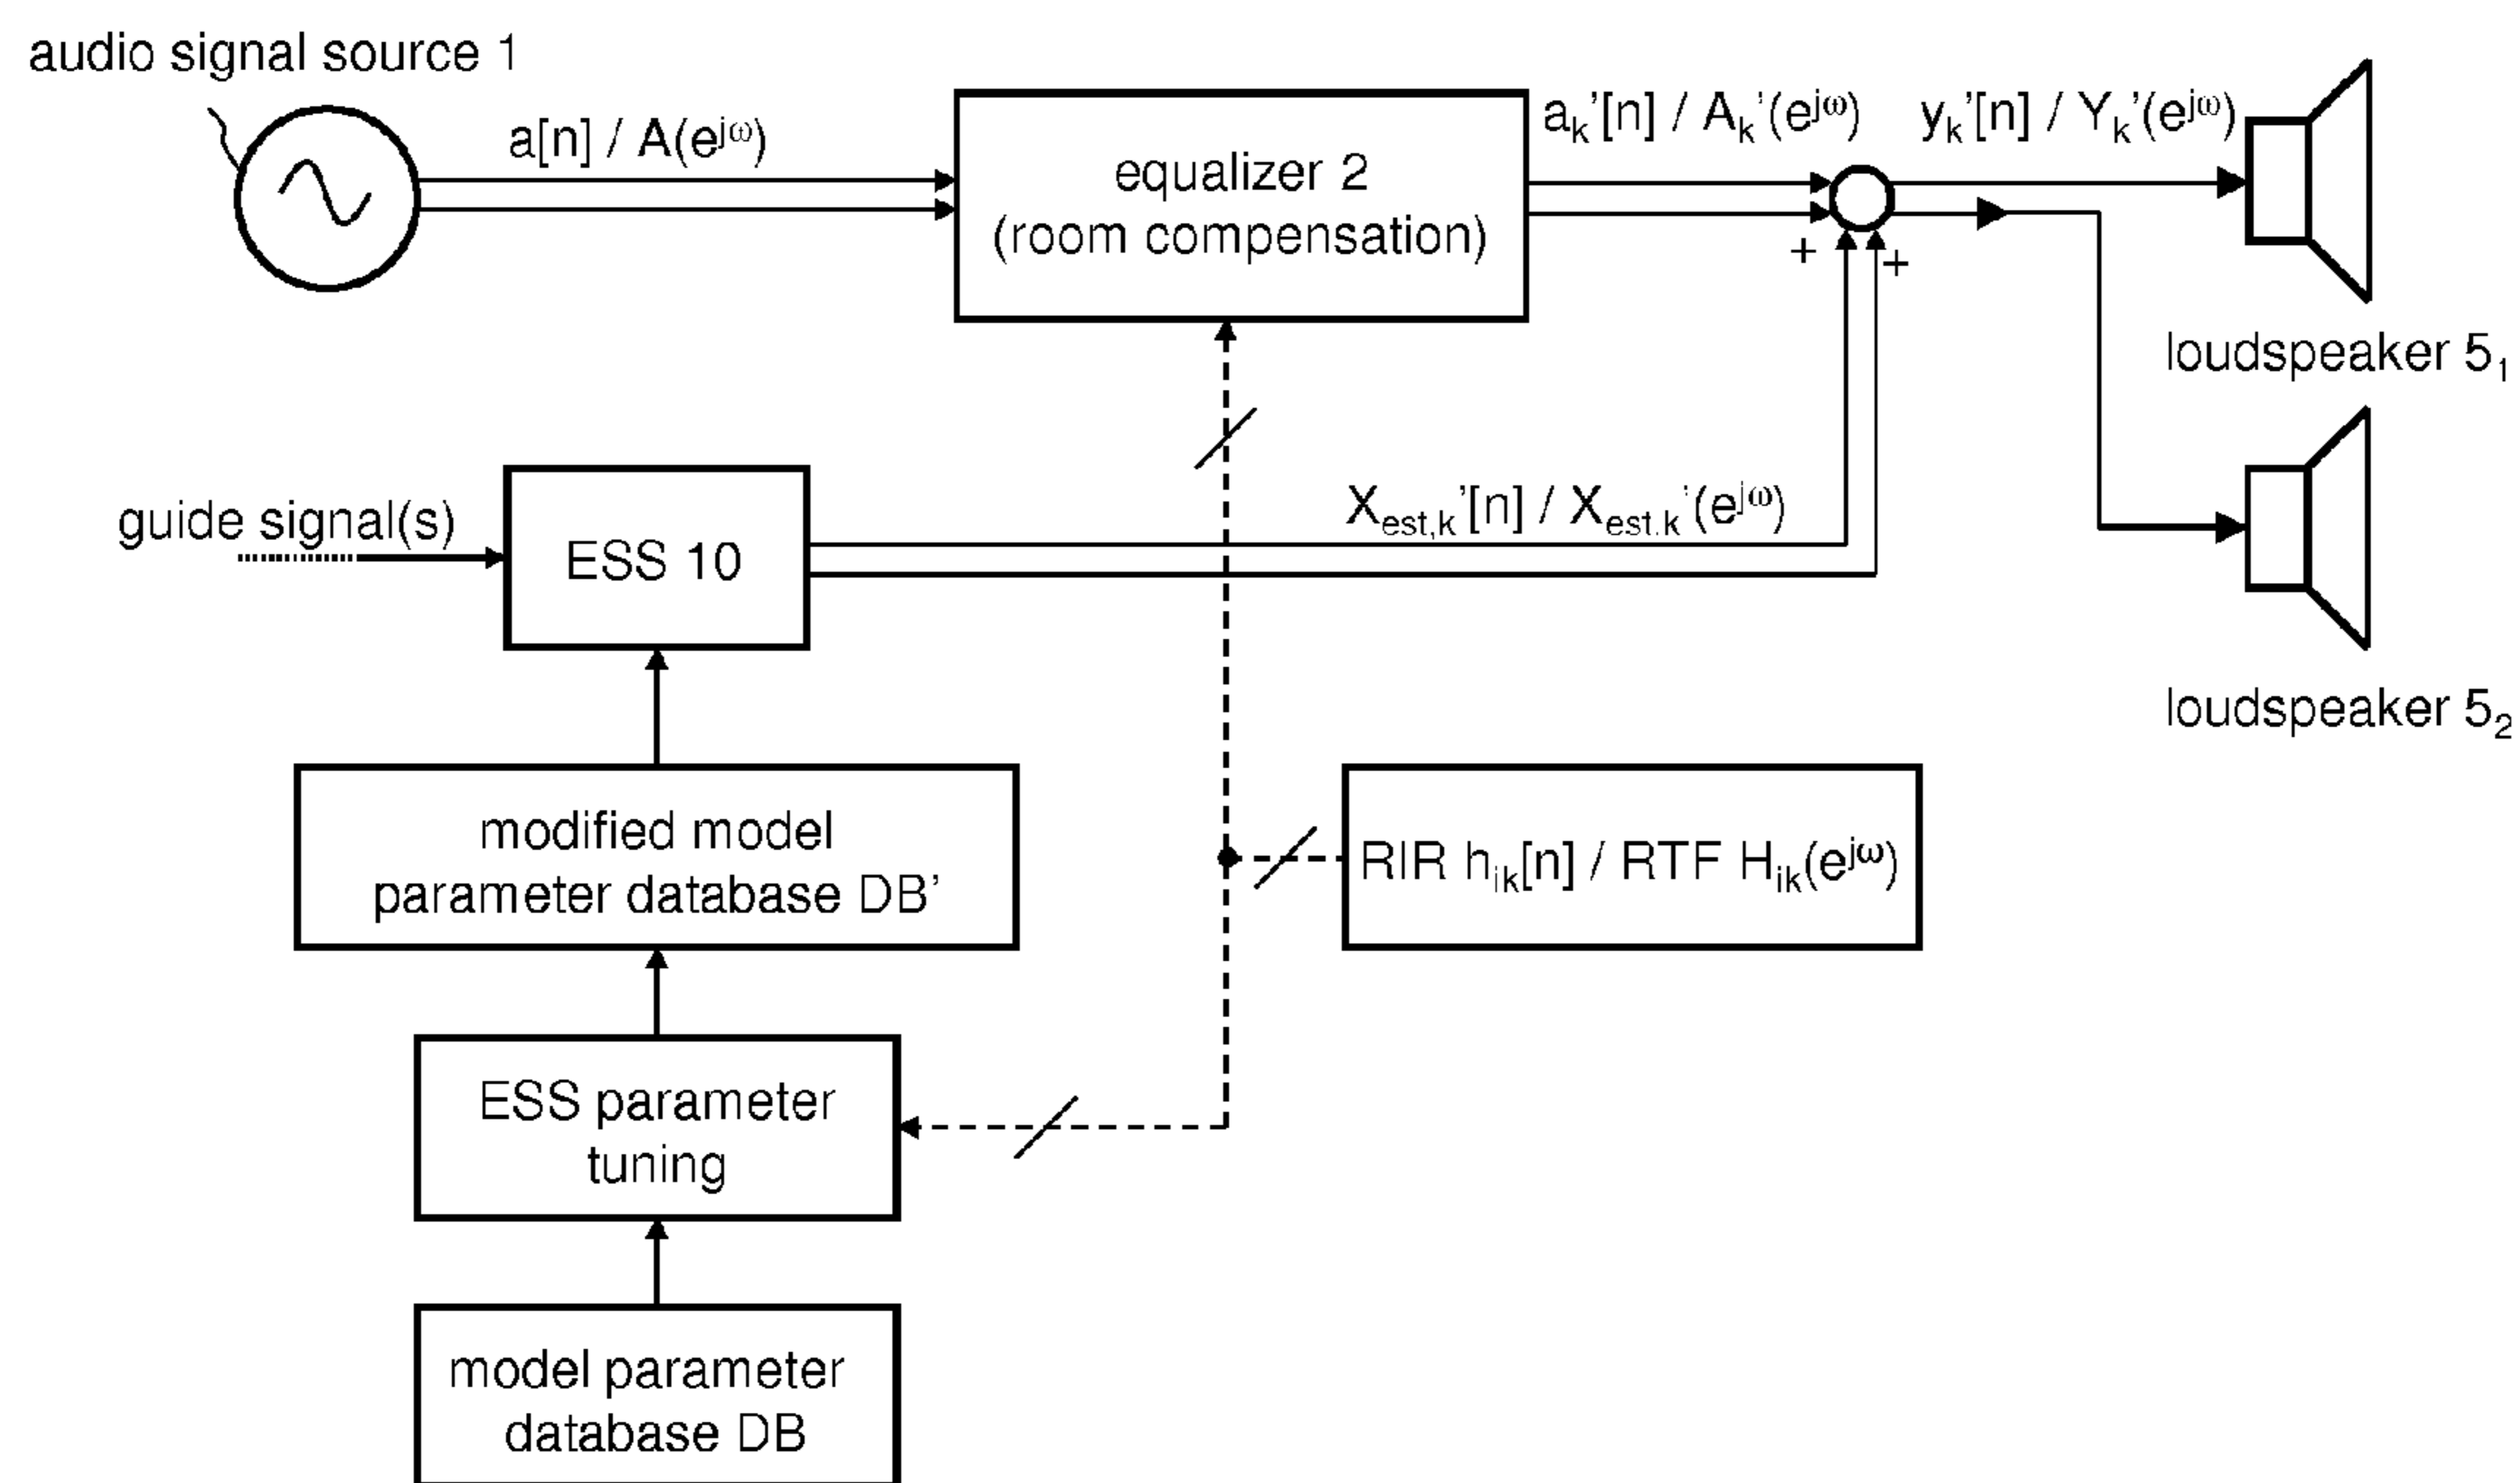 audio signal source 1
a[n] / A(e^jω)
equalizer 2
(room compensation)
a_k'[n] / A_k'(e^jω)
y_k'[n] / Y_k'(e^jω)
+
+
loudspeaker 5_1
guide signal(s)
ESS 10
X_est,k'[n] / X_est.k'(e^jω)
loudspeaker 5_2
modified model
parameter database DB'
RIR h_ik[n] / RTF H_ik(e^jω)
ESS parameter
tuning
model parameter
database DB